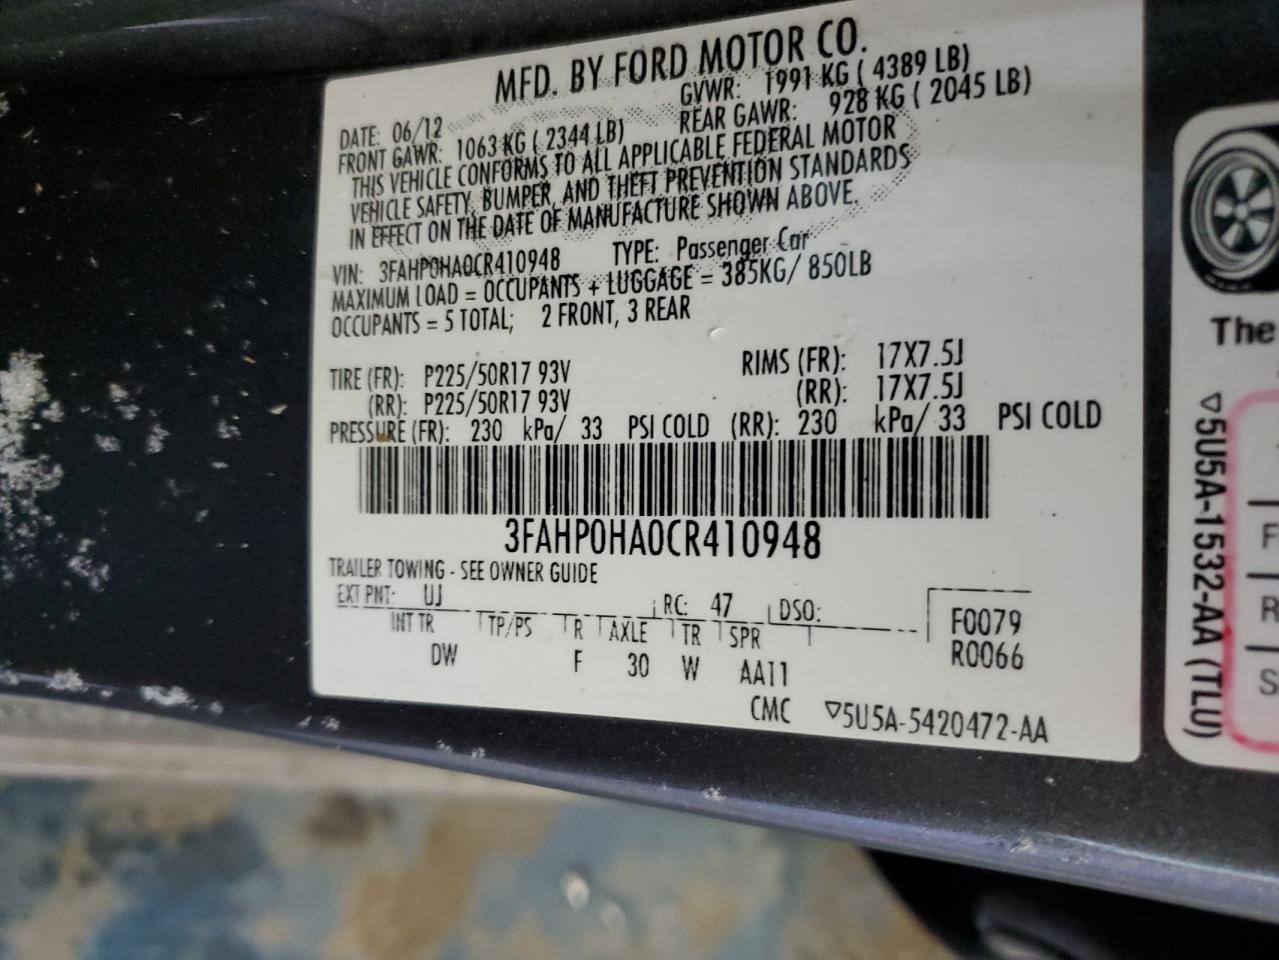 MFD. BY FORD MOTOR CO.
DATE: 06/12 GVWR: 1991 KG ( 4389 LB)
FRONT GAWR: 1063 KG ( 2344 LB) REAR GAWR: 928 KG ( 2045 LB)
THIS VEHICLE CONFORMS TO ALL APPLICABLE FEDERAL MOTOR
VEHICLE SAFETY, BUMPER, AND THEFT PREVENTION STANDARDS
IN EFFECT ON THE DATE OF MANUFACTURE SHOWN ABOVE.
VIN: 3FAHP0HA0CR410948 TYPE: Passenger Car
MAXIMUM LOAD = OCCUPANTS + LUGGAGE = 385KG/ 850LB
OCCUPANTS = 5 TOTAL; 2 FRONT, 3 REAR
TIRE (FR): P225/50R17 93V RIMS (FR): 17X7.5J
(RR): P225/50R17 93V (RR): 17X7.5J
PRESSURE (FR): 230 kPa/ 33 PSI COLD (RR): 230 kPa/ 33 PSI COLD
3FAHP0HA0CR410948
TRAILER TOWING - SEE OWNER GUIDE
EXT PNT: UJ RC: 47 DSO:
INT TR TP/PS R AXLE TR SPR F0079
DW F 30 W AA11 R0066
CMC ▽5U5A-5420472-AA
The
▽5U5A-1532-AA (TLU)
F
R
S